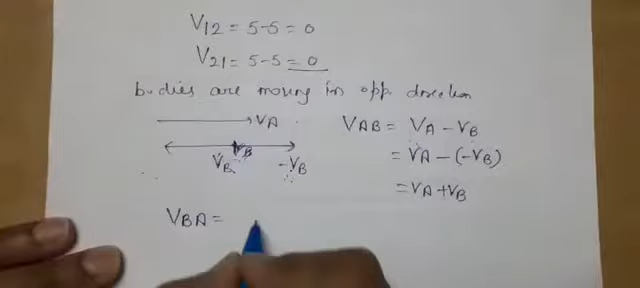 V12 = 5-5 = 0
V21 = 5-5 = 0
bodies are moving in opp direction
VA
VAB = VA - VB
VB -VB
= VA - (-VB)
= VA + VB
VBA =